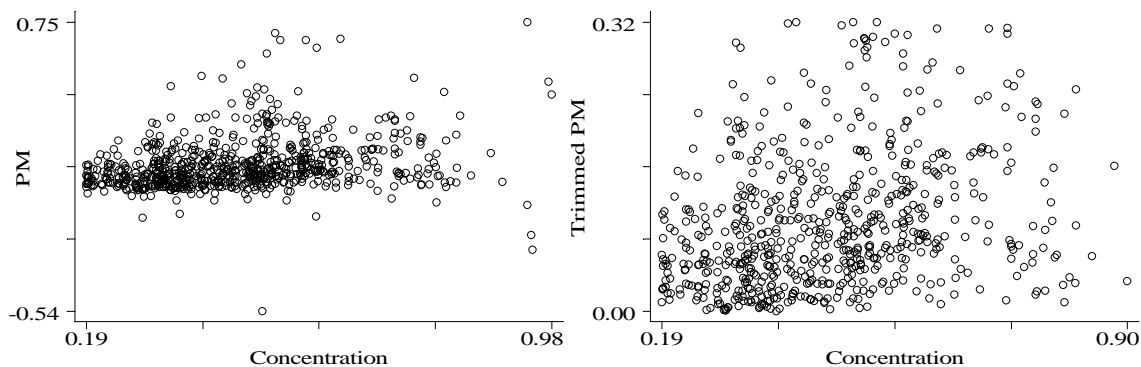 0.75
PM
-0.54
0.19
0.98
Concentration
0.32
Trimmed PM
0.00
0.19
0.90
Concentration